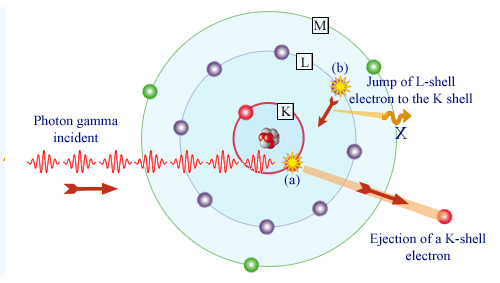 M
L
(b)
Jump of L-shell
electron to the K shell
K
X
Photon gamma
incident
(a)
Ejection of a K-shell
electron